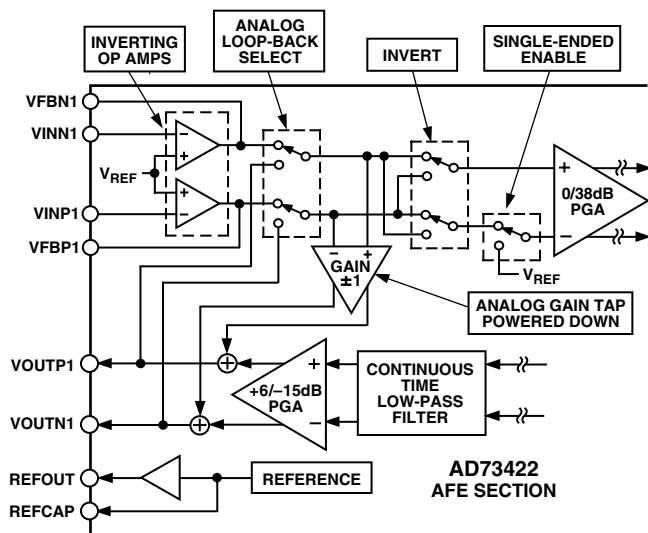 ANALOG
LOOP-BACK
SELECT
INVERTING
OP AMPS
INVERT
SINGLE-ENDED
ENABLE
VFBN1
VINN1
VREF
VINP1
VFBP1
–
+
+
–
+
0/38dB
PGA
–
VREF
– +
GAIN
±1
ANALOG GAIN TAP
POWERED DOWN
VOUTP1
+
+
+6/–15dB
PGA
–
CONTINUOUS
TIME
LOW-PASS
FILTER
VOUTN1
+
REFOUT
REFERENCE
REFCAP
AD73422
AFE SECTION